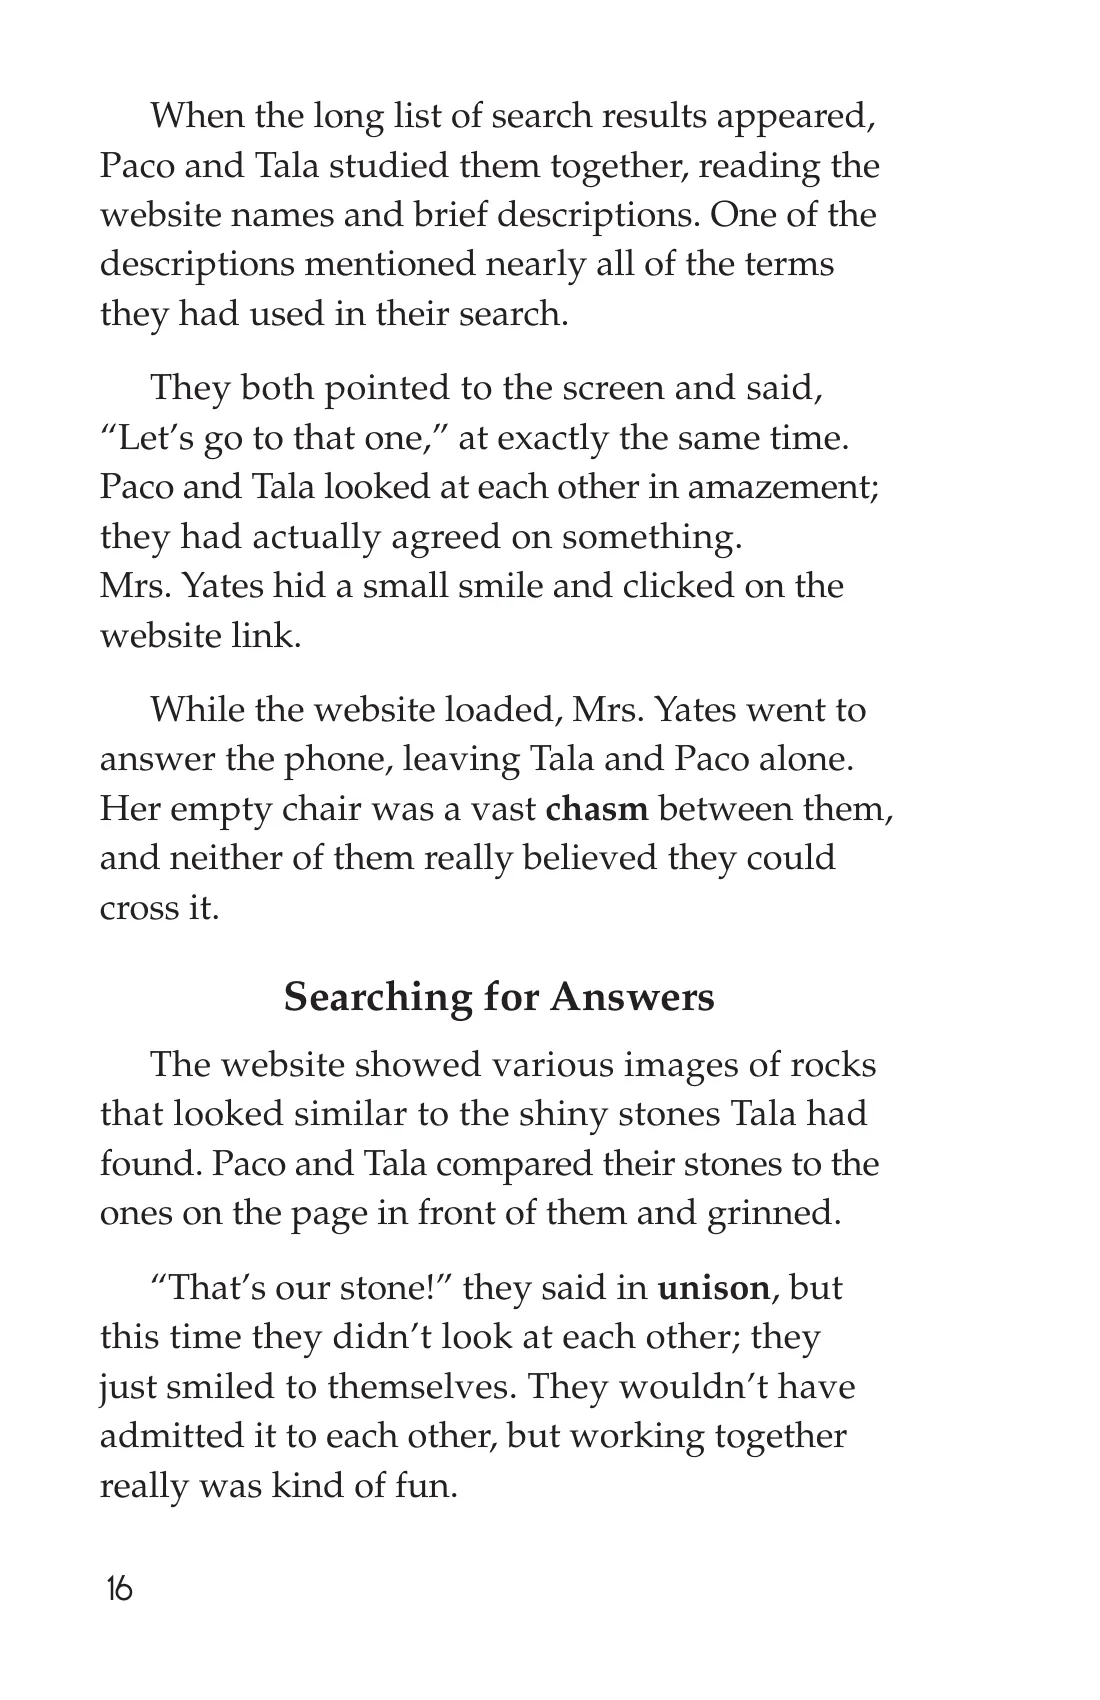 When the long list of search results appeared,
Paco and Tala studied them together, reading the
website names and brief descriptions. One of the
descriptions mentioned nearly all of the terms
they had used in their search.
They both pointed to the screen and said,
“Let’s go to that one,” at exactly the same time.
Paco and Tala looked at each other in amazement;
they had actually agreed on something.
Mrs. Yates hid a small smile and clicked on the
website link.
While the website loaded, Mrs. Yates went to
answer the phone, leaving Tala and Paco alone.
Her empty chair was a vast chasm between them,
and neither of them really believed they could
cross it.
Searching for Answers
The website showed various images of rocks
that looked similar to the shiny stones Tala had
found. Paco and Tala compared their stones to the
ones on the page in front of them and grinned.
“That’s our stone!” they said in unison, but
this time they didn’t look at each other; they
just smiled to themselves. They wouldn’t have
admitted it to each other, but working together
really was kind of fun.
16